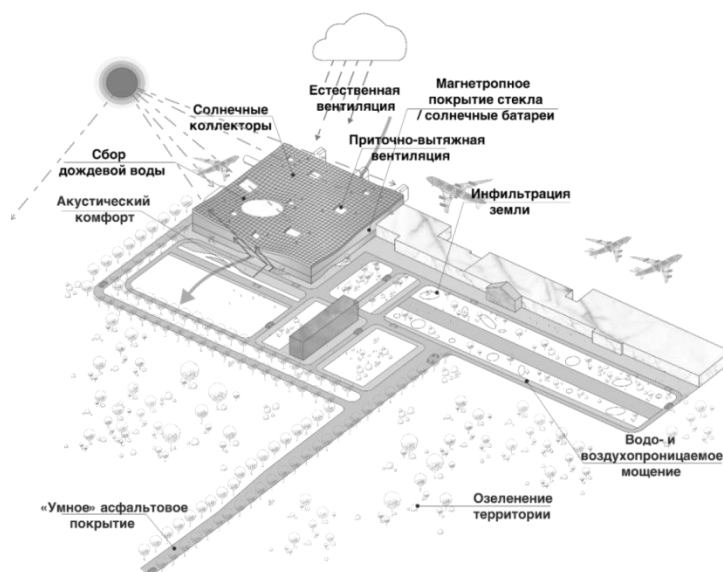 Естественная
вентиляция
Магнетропное
покрытие стекла
/ солнечные батареи
Солнечные
коллекторы
Приточно-вытяжная
вентиляция
Сбор
дождевой воды
Акустический
комфорт
Инфильтрация
земли
Водо- и
воздухопроницаемое
мощение
Озеленение
территории
«Умное» асфальтовое
покрытие